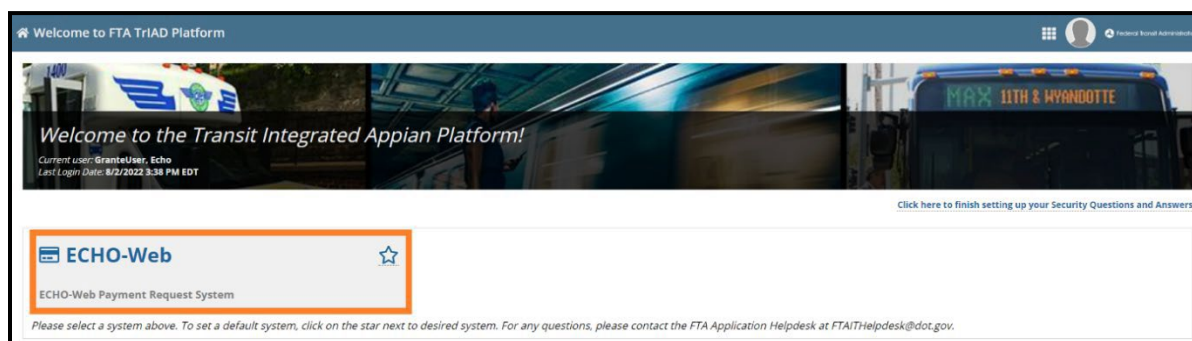 Welcome to FTA TrIAD Platform
Federal Transit Administration
1400
MAX 11TH & WYANDOTTE
Welcome to the Transit Integrated Appian Platform!
Current user: GranteUser, Echo
Last Login Date: 8/2/2022 3:38 PM EDT
Click here to finish setting up your Security Questions and Answers
ECHO-Web
ECHO-Web Payment Request System
Please select a system above. To set a default system, click on the star next to desired system. For any questions, please contact the FTA Application Helpdesk at FTAITHelpdesk@dot.gov.